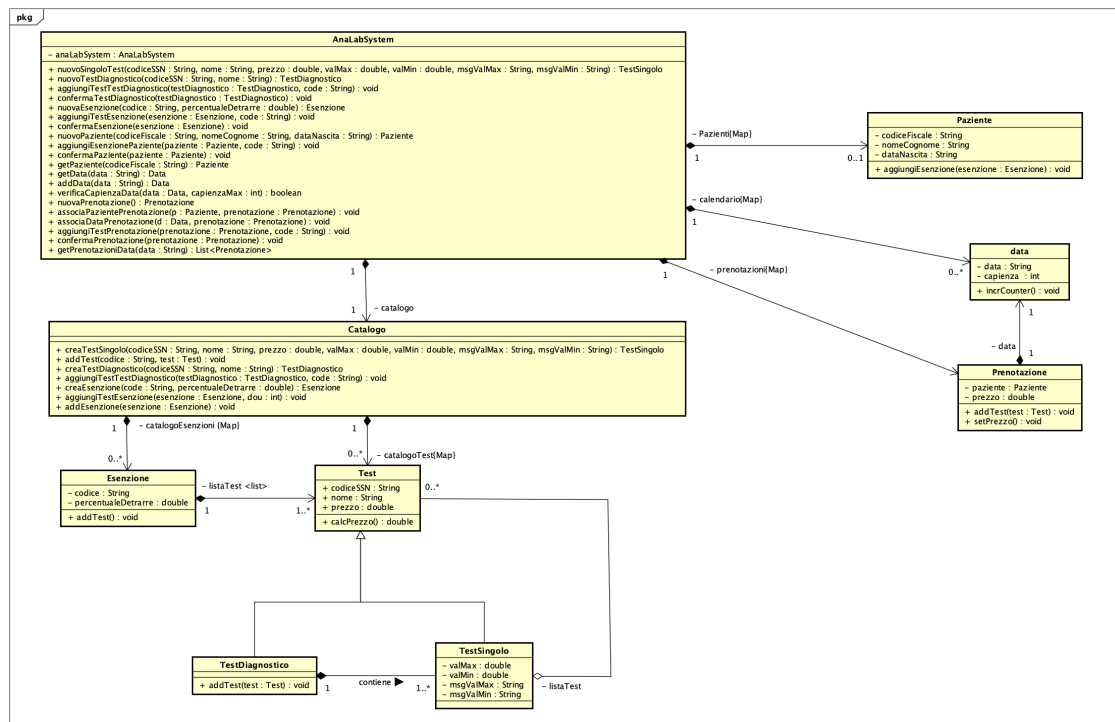 pkg
AnaLabSystem
- anaLabSystem : AnaLabSystem
+ nuovoSingoloTest(codiceSSN : String, nome : String, prezzo : double, valMax : double, valMin : double, msgValMax : String, msgValMin : String) : TestSingolo
+ nuovoTestDiagnostico(codiceSSN : String, nome : String) : TestDiagnostico
+ aggiungiTestTestDiagnostico(testDiagnostico : TestDiagnostico, code : String) : void
+ confermaTestDiagnostico(testDiagnostico : TestDiagnostico) : void
+ nuovaEsenzione(codice : String, percentualeDetrarre : double) : Esenzione
+ aggiungiTestEsenzione(esenzione : Esenzione, code : String) : void
+ confermaEsenzione(esenzione : Esenzione) : void
+ nuovoPaziente(codiceFiscale : String, nomeCognome : String, dataNascita : String) : Paziente
+ aggiungiEsenzionePaziente(paziente : Paziente, code : String) : void
+ confermaPaziente(paziente : Paziente) : void
+ getPaziente(codiceFiscale : String) : Paziente
+ getData(data : String) : Data
+ addData(data : String) : Data
+ verificaCapienzaData(data : Data, capienzaMax : int) : boolean
+ nuovaPrenotazione() : Prenotazione
+ associaPazientePrenotazione(p : Paziente, prenotazione : Prenotazione) : void
+ associaDataPrenotazione(d : Data, prenotazione : Prenotazione) : void
+ aggiungiTestPrenotazione(prenotazione : Prenotazione, code : String) : void
+ confermaPrenotazione(prenotazione : Prenotazione) : void
+ getPrenotazioniData(data : String) : List<Prenotazione>
- Pazienti{Map}
1
0..1
Paziente
- codiceFiscale : String
- nomeCognome : String
- dataNascita : String
+ aggiungiEsenzione(esenzione : Esenzione) : void
- calendario{Map}
1
0..*
data
- data : String
- capienza : int
+ incrCounter() : void
- prenotazioni{Map}
1
1
- data
1
Prenotazione
- paziente : Paziente
- prezzo : double
+ addTest(test : Test) : void
+ setPrezzo() : void
1
1
- catalogo
Catalogo
+ creaTestSingolo(codiceSSN : String, nome : String, prezzo : double, valMax : double, valMin : double, msgValMax : String, msgValMin : String) : TestSingolo
+ addTest(codice : String, test : Test) : void
+ creaTestDiagnostico(codiceSSN : String, nome : String) : TestDiagnostico
+ aggiungiTestTestDiagnostico(testDiagnostico : TestDiagnostico, code : String) : void
+ creaEsenzione(code : String, percentualeDetrarre : double) : Esenzione
+ aggiungiTestEsenzione(esenzione : Esenzione, dou : int) : void
+ addEsenzione(esenzione : Esenzione) : void
1
- catalogoEsenzioni {Map}
0..*
1
0..*
- catalogoTest{Map}
Esenzione
- codice : String
- percentualeDetrarre : double
+ addTest() : void
- listaTest <list>
1
1..*
Test
+ codiceSSN : String
+ nome : String
+ prezzo : double
+ calcPrezzo() : double
0..*
TestDiagnostico
+ addTest(test : Test) : void
1
contiene
1..*
TestSingolo
- valMax : double
- valMin : double
- msgValMax : String
- msgValMin : String
- listaTest